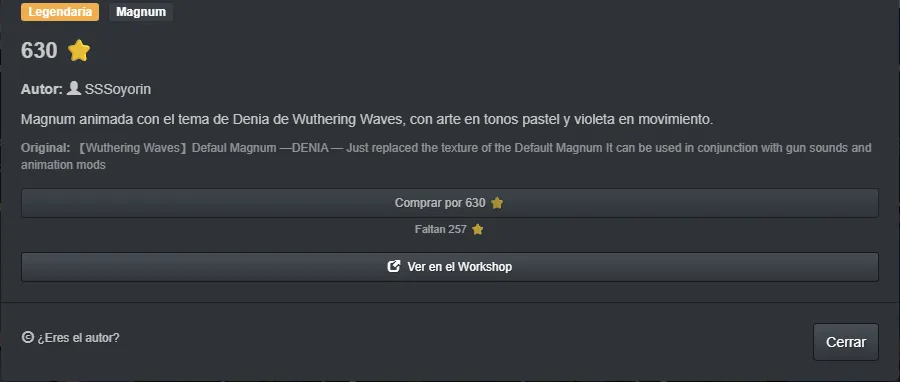 Legendaria Magnum
630
Autor: SSSoyorin
Magnum animada con el tema de Denia de Wuthering Waves, con arte en tonos pastel y violeta en movimiento.
Original: 【Wuthering Waves】Defaul Magnum —DENIA — Just replaced the texture of the Default Magnum It can be used in conjunction with gun sounds and
animation mods
Comprar por 630
Faltan 257
Ver en el Workshop
© ¿Eres el autor?
Cerrar